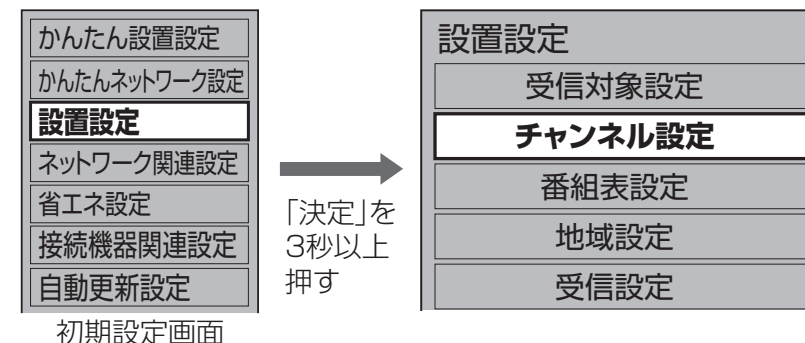 かんたん設置設定
かんたんネットワーク設定
設置設定
ネットワーク関連設定
省エネ設定
接続機器関連設定
自動更新設定
初期設定画面
「決定」を
3秒以上
押す
設置設定
受信対象設定
チャンネル設定
番組表設定
地域設定
受信設定